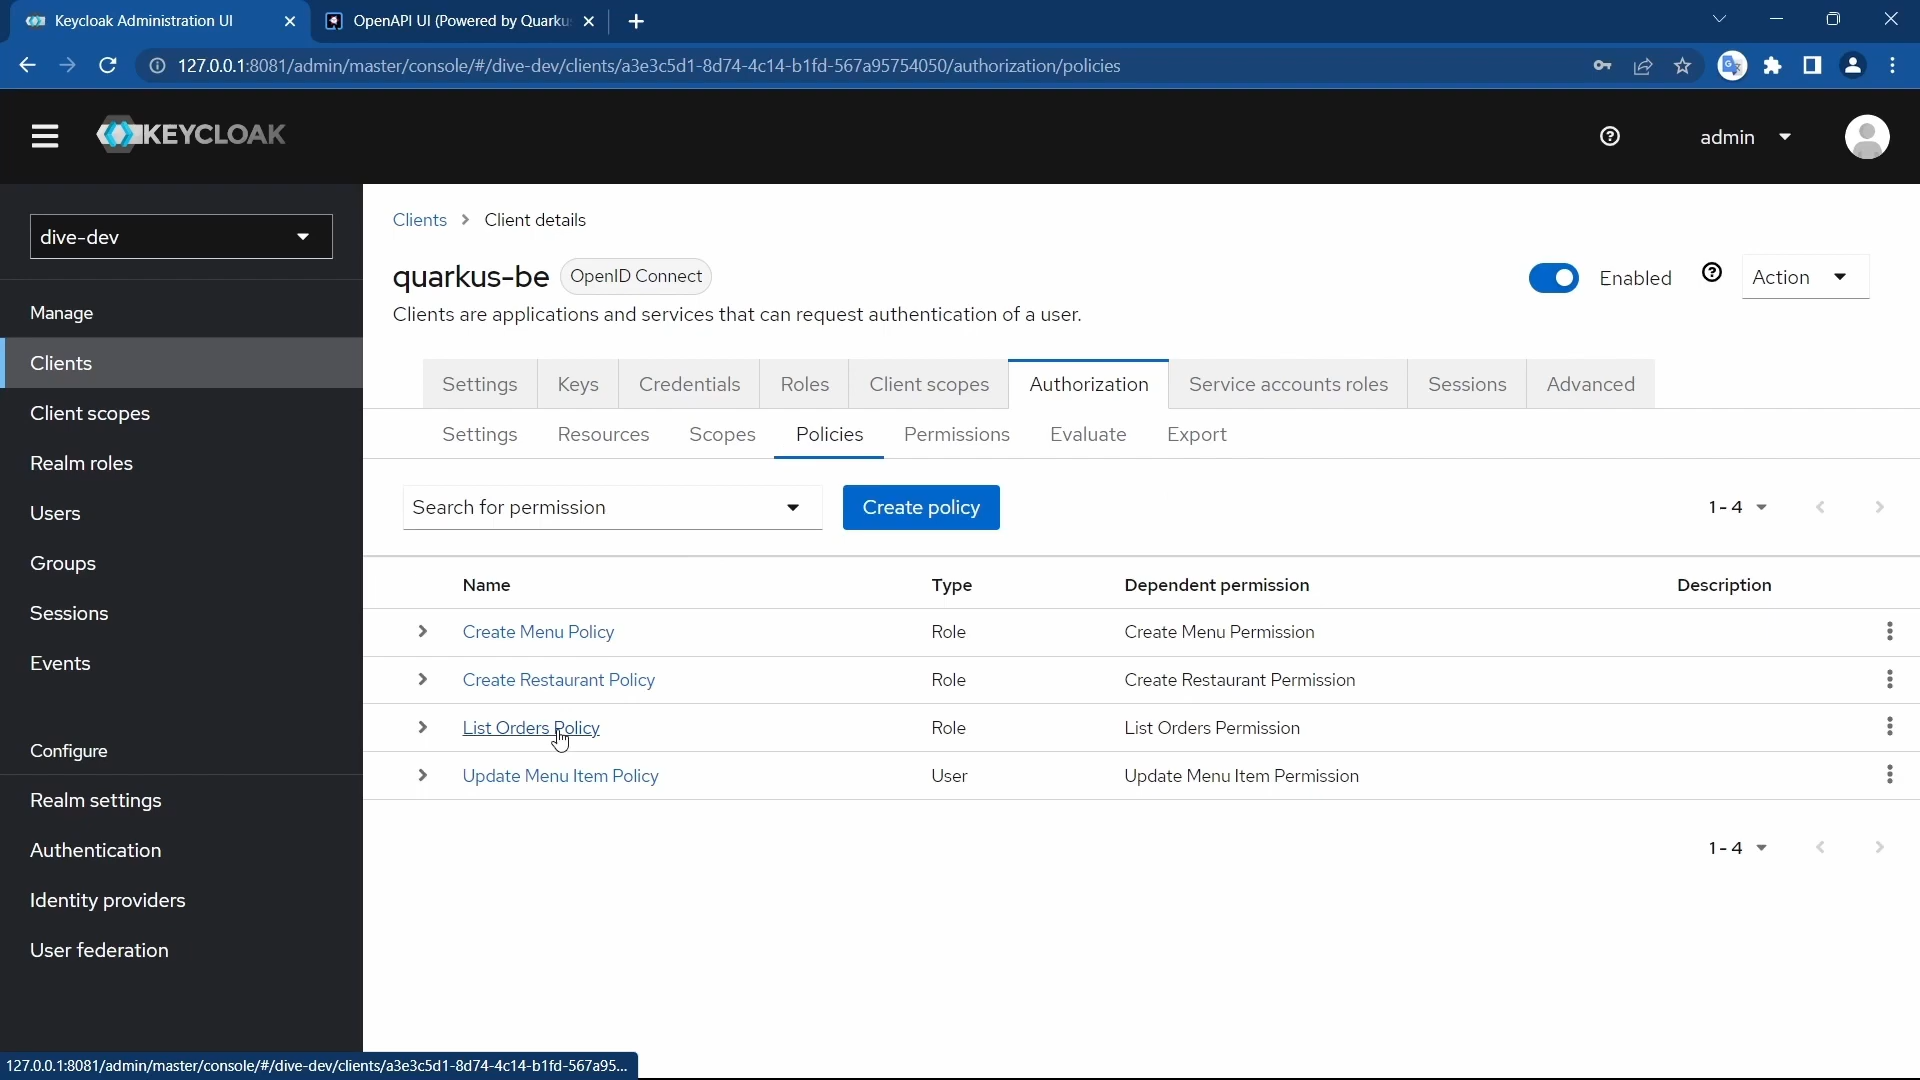 Keycloak Administration UI
OpenAPI UI (Powered by Quarku
127.0.0.1:8081/admin/master/console/#/dive-dev/clients/a3e3c5d1-8d74-4c14-b1fd-567a95754050/authorization/policies
KEYCLOAK
admin
dive-dev
Manage
Clients
Client scopes
Realm roles
Users
Groups
Sessions
Events
Configure
Realm settings
Authentication
Identity providers
User federation
Clients > Client details
quarkus-be OpenID Connect
Enabled
Action
Clients are applications and services that can request authentication of a user.
Settings Keys Credentials Roles Client scopes Authorization Service accounts roles Sessions Advanced
Settings Resources Scopes Policies Permissions Evaluate Export
Search for permission
Create policy
1 - 4
Name Type Dependent permission Description
Create Menu Policy Role Create Menu Permission
Create Restaurant Policy Role Create Restaurant Permission
List Orders Policy Role List Orders Permission
Update Menu Item Policy User Update Menu Item Permission
1 - 4
127.0.0.1:8081/admin/master/console/#/dive-dev/clients/a3e3c5d1-8d74-4c14-b1fd-567a95...